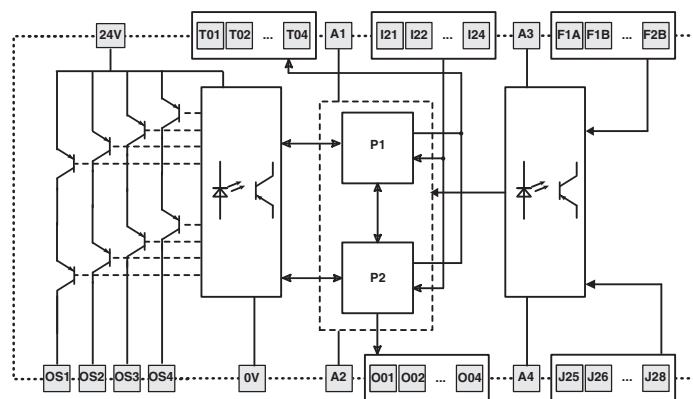 24V T01 T02 ... T04 A1 I21 I22 ... I24 A3 F1A F1B ... F2B
P1
P2
OS1 OS2 OS3 OS4 0V A2 O01 O02 ... O04 A4 J25 J26 ... J28